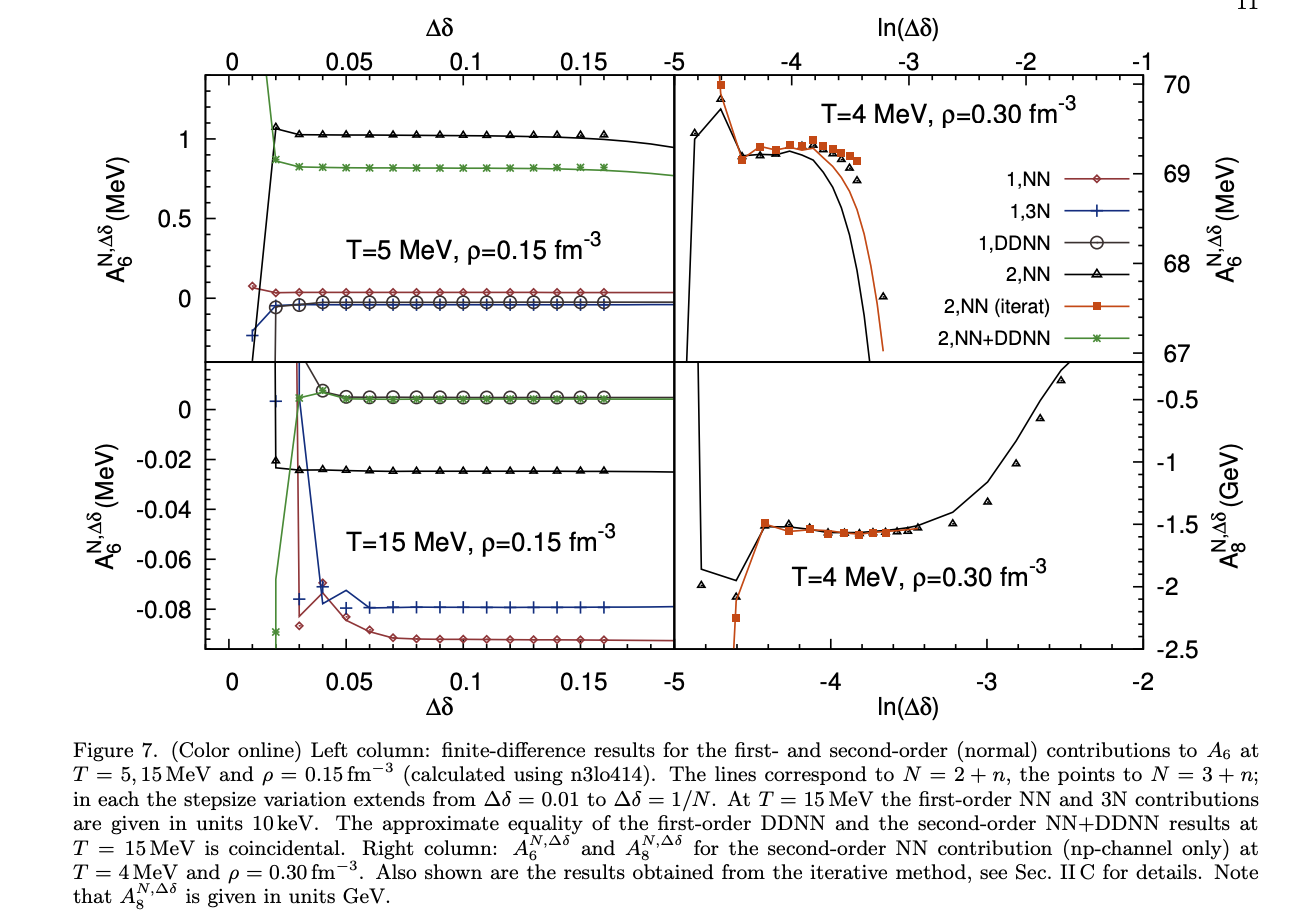 11
Δδ
ln(Δδ)
0 0.05 0.1 0.15 -5 -4 -3 -2 -1
1
0.5
0
A₆^{N,Δδ} (MeV)
T=5 MeV, ρ=0.15 fm⁻³
T=4 MeV, ρ=0.30 fm⁻³
1,NN
1,3N
1,DDNN
2,NN
2,NN (iterat)
2,NN+DDNN
70
69
68
67
A₆^{N,Δδ} (MeV)
0
-0.02
-0.04
-0.06
-0.08
A₆^{N,Δδ} (MeV)
T=15 MeV, ρ=0.15 fm⁻³
T=4 MeV, ρ=0.30 fm⁻³
-0.5
-1
-1.5
-2
-2.5
A₈^{N,Δδ} (GeV)
0 0.05 0.1 0.15 -5 -4 -3 -2
Δδ
ln(Δδ)
Figure 7. (Color online) Left column: finite-difference results for the first- and second-order (normal) contributions to A₆ at
T = 5, 15 MeV and ρ = 0.15 fm⁻³ (calculated using n3lo414). The lines correspond to N = 2 + n, the points to N = 3 + n;
in each the stepsize variation extends from Δδ = 0.01 to Δδ = 1/N. At T = 15 MeV the first-order NN and 3N contributions
are given in units 10 keV. The approximate equality of the first-order DDNN and the second-order NN+DDNN results at
T = 15 MeV is coincidental. Right column: A₆^{N,Δδ} and A₈^{N,Δδ} for the second-order NN contribution (np-channel only) at
T = 4 MeV and ρ = 0.30 fm⁻³. Also shown are the results obtained from the iterative method, see Sec. II C for details. Note
that A₈^{N,Δδ} is given in units GeV.